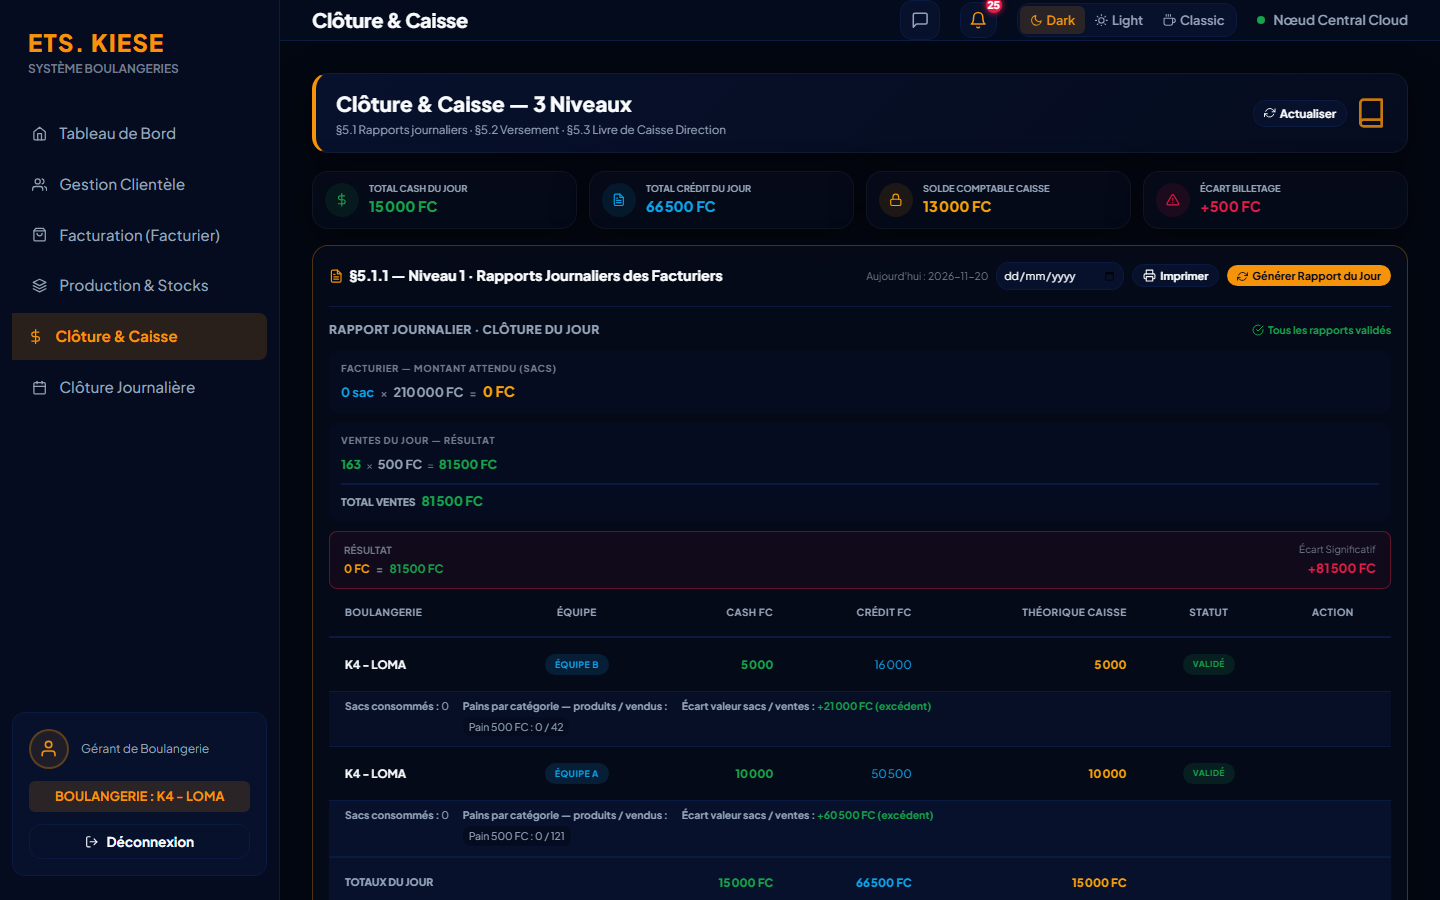 ETS. KIESE
SYSTÈME BOULANGERIES
Tableau de Bord
Gestion Clientèle
Facturation (Facturier)
Production & Stocks
Clôture & Caisse
Clôture Journalière
Gérant de Boulangerie
BOULANGERIE : K4 - LOMA
Déconnexion
Clôture & Caisse
25
Dark
Light
Classic
Nœud Central Cloud
Clôture & Caisse — 3 Niveaux
§5.1 Rapports journaliers · §5.2 Versement · §5.3 Livre de Caisse Direction
Actualiser
TOTAL CASH DU JOUR
15 000 FC
TOTAL CRÉDIT DU JOUR
66 500 FC
SOLDE COMPTABLE CAISSE
13 000 FC
ÉCART BILLETAGE
+500 FC
§5.1.1 — Niveau 1 · Rapports Journaliers des Facturiers
Aujourd'hui : 2026-11-20
dd/mm/yyyy
Imprimer
Générer Rapport du Jour
RAPPORT JOURNALIER · CLÔTURE DU JOUR
Tous les rapports validés
FACTURIER — MONTANT ATTENDU (SACS)
0 sac × 210 000 FC = 0 FC
VENTES DU JOUR — RÉSULTAT
163 × 500 FC = 81 500 FC
TOTAL VENTES 81 500 FC
RÉSULTAT
0 FC = 81 500 FC
Écart Significatif
+81 500 FC
BOULANGERIE ÉQUIPE CASH FC CRÉDIT FC THÉORIQUE CAISSE STATUT ACTION
K4 - LOMA ÉQUIPE B 5 000 16 000 5 000 VALIDÉ
Sacs consommés : 0 Pains par catégorie — produits / vendus : Écart valeur sacs / ventes : +21 000 FC (excédent)
Pain 500 FC : 0 / 42
K4 - LOMA ÉQUIPE A 10 000 50 500 10 000 VALIDÉ
Sacs consommés : 0 Pains par catégorie — produits / vendus : Écart valeur sacs / ventes : +60 500 FC (excédent)
Pain 500 FC : 0 / 121
TOTAUX DU JOUR 15 000 FC 66 500 FC 15 000 FC